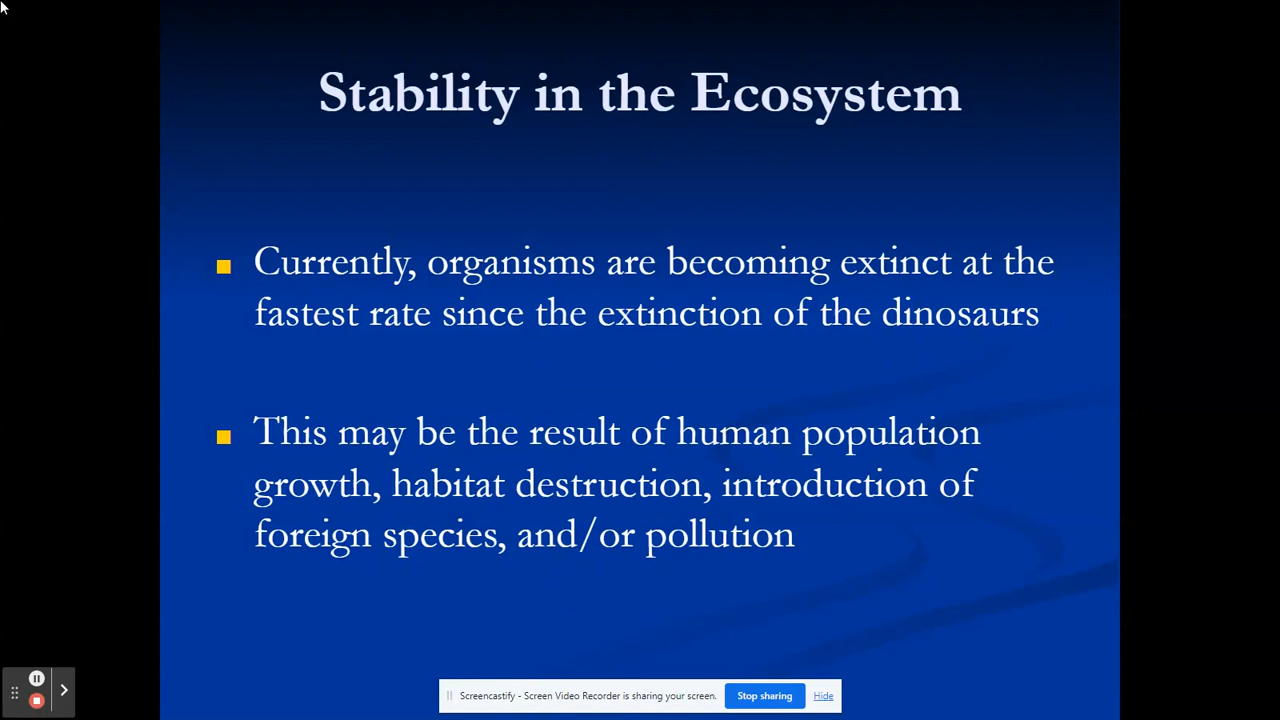 Stability in the Ecosystem
Currently, organisms are becoming extinct at the
fastest rate since the extinction of the dinosaurs
This may be the result of human population
growth, habitat destruction, introduction of
foreign species, and/or pollution
Screencastify - Screen Video Recorder is sharing your screen. Stop sharing Hide